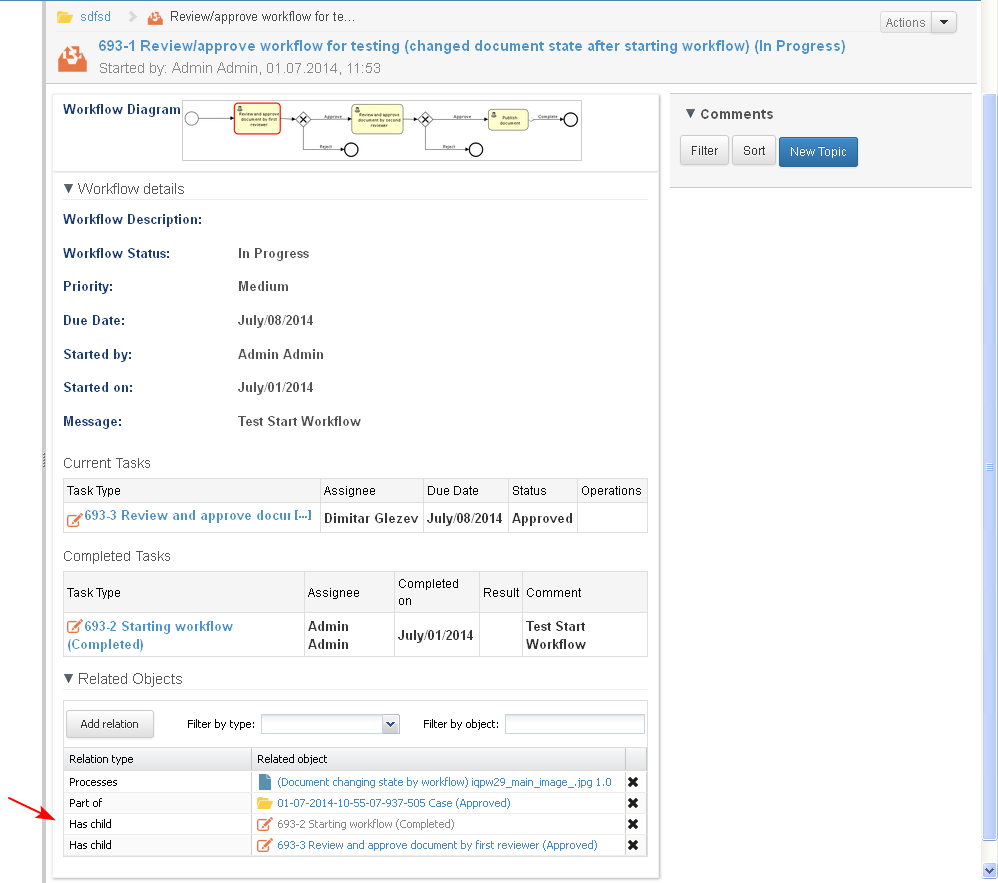 sdfsd Review/approve workflow for te...
Actions
693-1 Review/approve workflow for testing (changed document state after starting workflow) (In Progress)
Started by: Admin Admin, 01.07.2014, 11:53
Workflow Diagram
Review and approve document by first reviewer
Approve
Reject
Review and approve document by second reviewer
Approve
Reject
Publish document
Complete
Comments
Filter Sort New Topic
Workflow details
Workflow Description:
Workflow Status: In Progress
Priority: Medium
Due Date: July/08/2014
Started by: Admin Admin
Started on: July/01/2014
Message: Test Start Workflow
Current Tasks
Task Type Assignee Due Date Status Operations
693-3 Review and approve docur [...] Dimitar Glezev July/08/2014 Approved
Completed Tasks
Task Type Assignee Completed on Result Comment
693-2 Starting workflow (Completed) Admin Admin July/01/2014 Test Start Workflow
Related Objects
Add relation Filter by type: Filter by object:
Relation type Related object
Processes (Document changing state by workflow) iqpw29_main_image_.jpg 1.0
Part of 01-07-2014-10-55-07-937-505 Case (Approved)
Has child 693-2 Starting workflow (Completed)
Has child 693-3 Review and approve document by first reviewer (Approved)